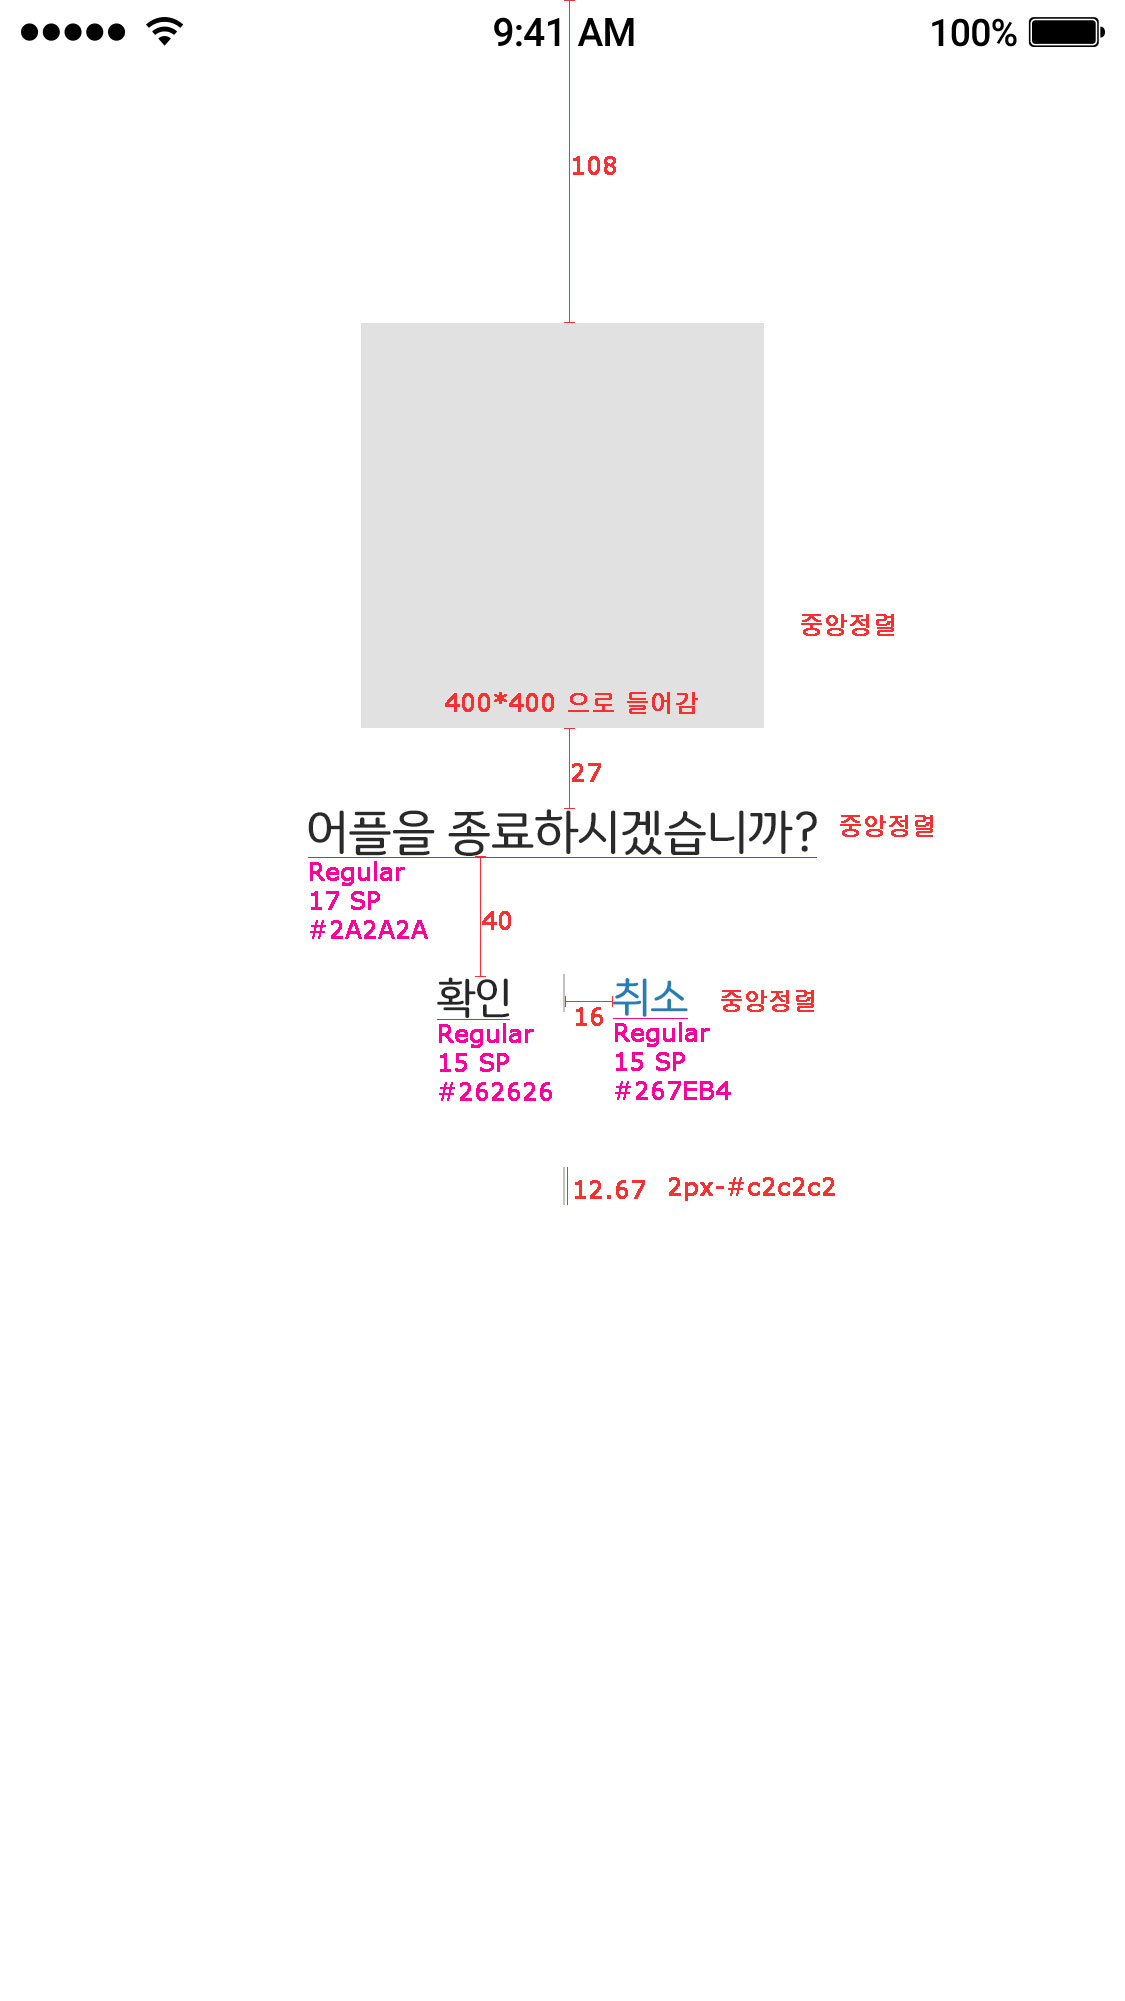 9:41 AM
100%
108
중앙정렬
400*400 으로 들어감
27
어플을 종료하시겠습니까?
중앙정렬
Regular
17 SP
#2A2A2A
40
확인
16
취소
중앙정렬
Regular
15 SP
#262626
Regular
15 SP
#267EB4
12.67
2px-#c2c2c2